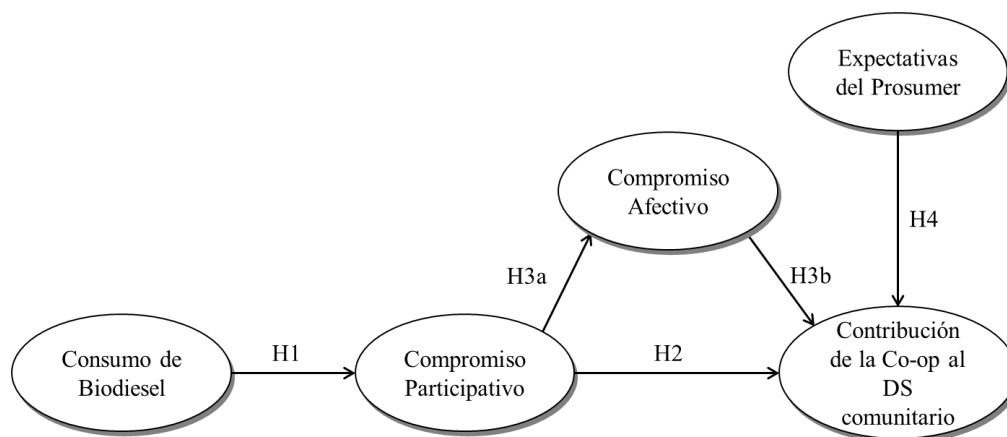 Expectativas
del Prosumer
Compromiso
Afectivo
H4
H3a
H3b
Consumo de
Biodiesel
H1
Compromiso
Participativo
H2
Contribución
de la Co-op al
DS
comunitario